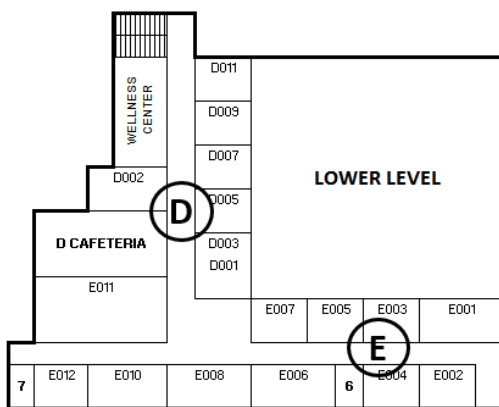 WELLNESS
CENTER
D011
D009
D007
D002
D005
D
LOWER LEVEL
D CAFETERIA
D003
D001
E011
E007
E005
E003
E001
E
7
E012
E010
E008
E006
6
E004
E002